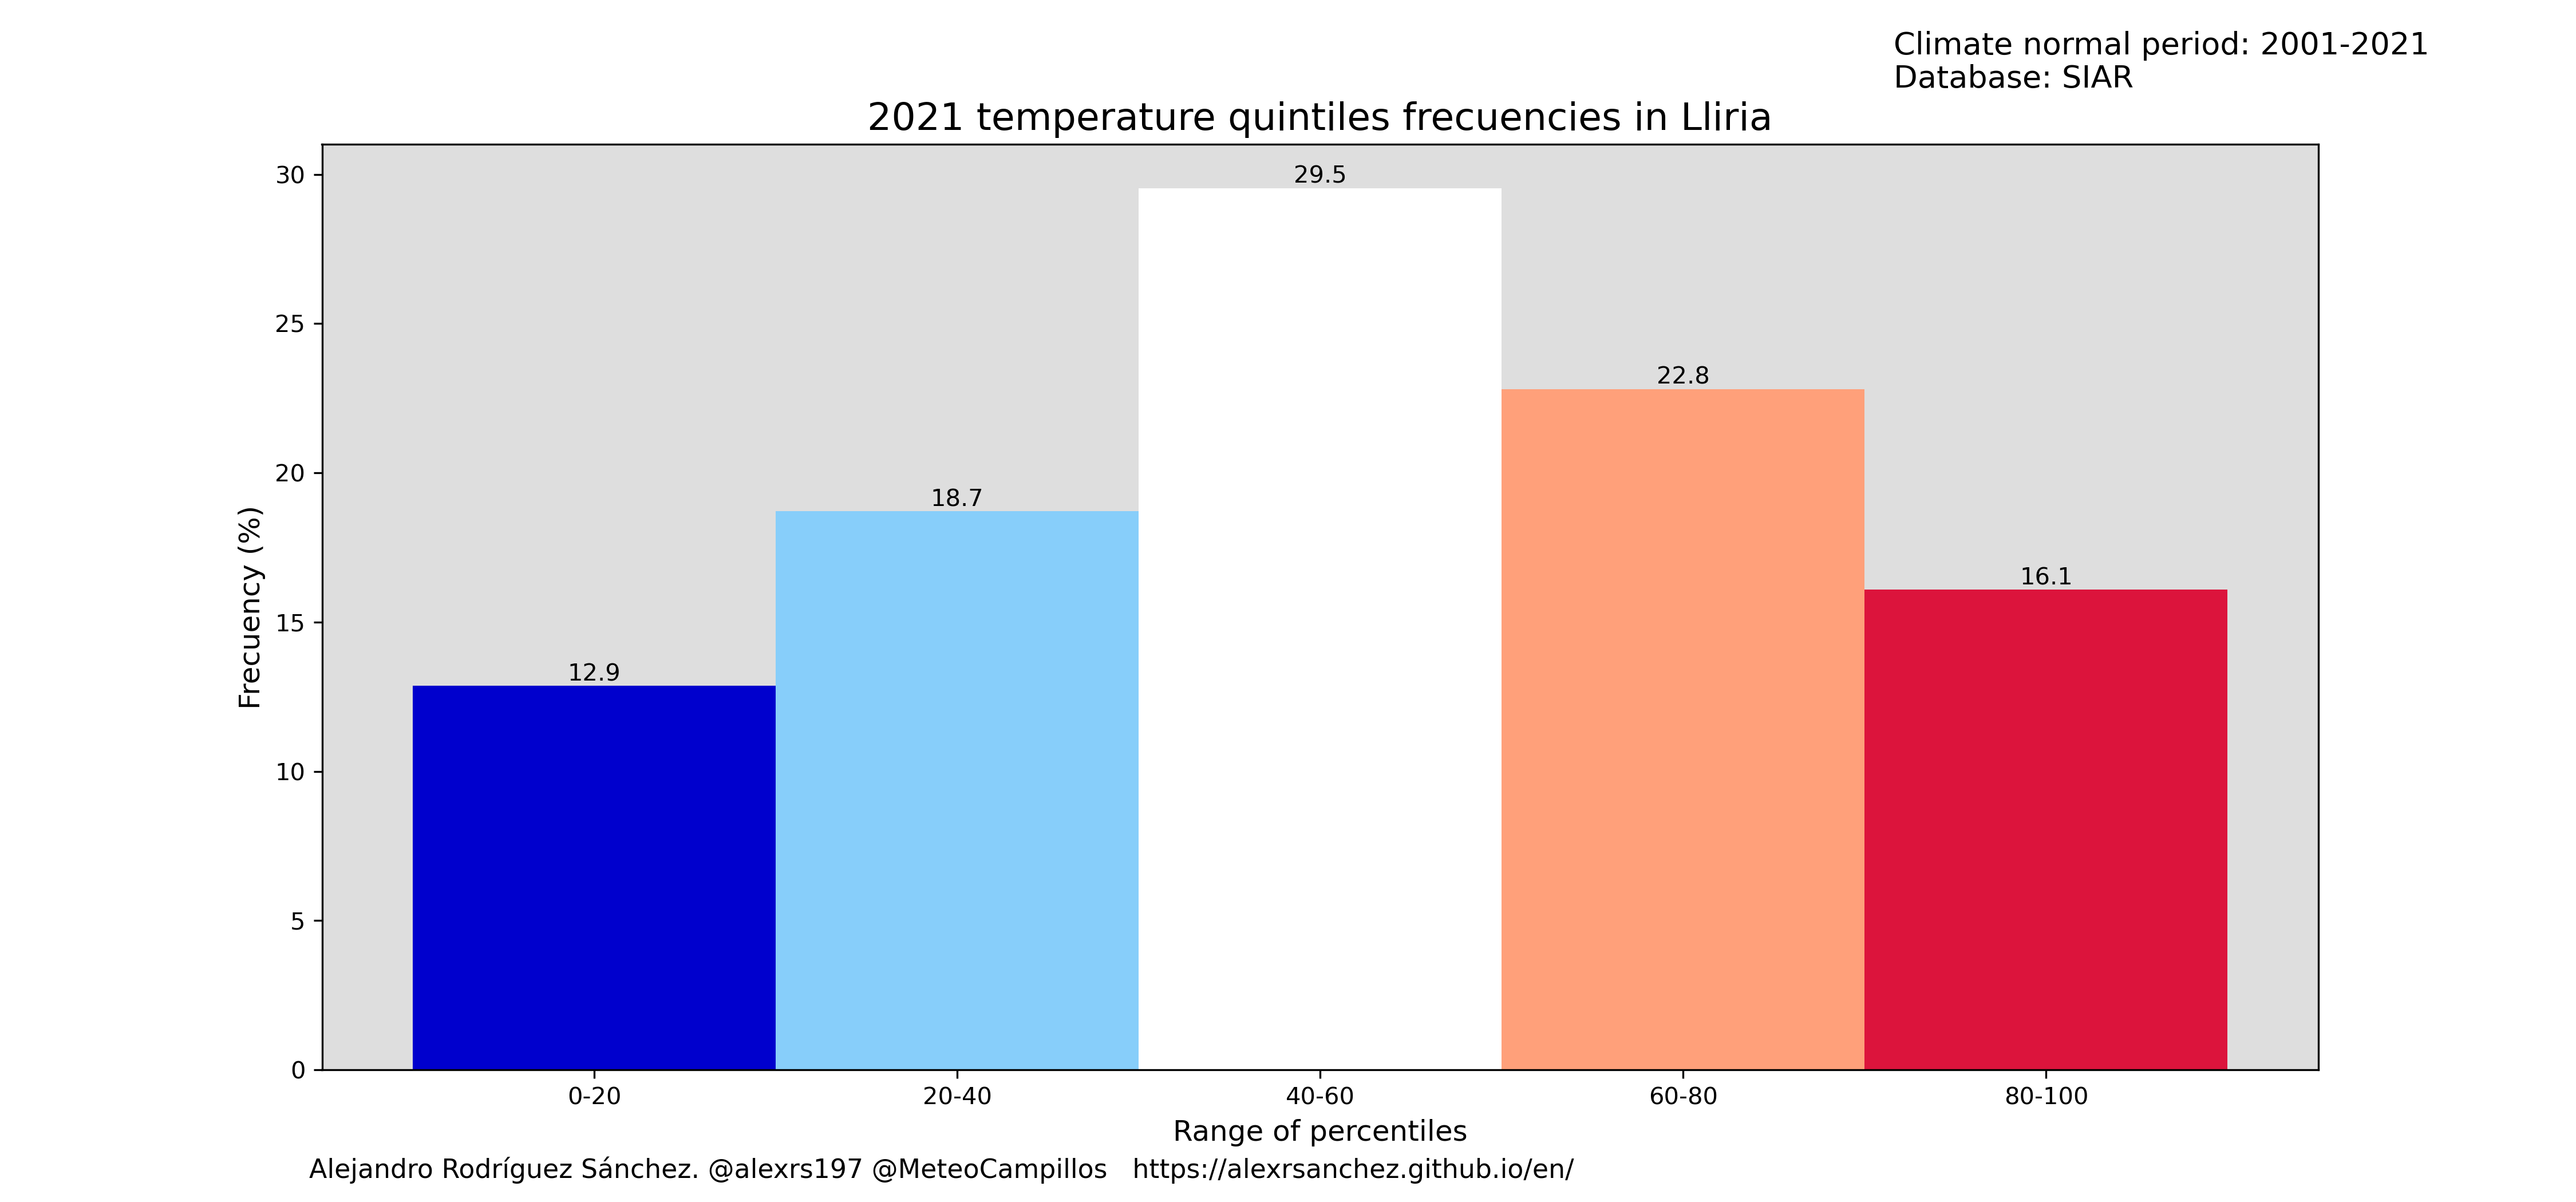 Climate normal period: 2001-2021
Database: SIAR
2021 temperature quintiles frecuencies in Lliria
30
25
20
15
10
5
0
Frecuency (%)
12.9
18.7
29.5
22.8
16.1
0-20
20-40
40-60
60-80
80-100
Range of percentiles
Alejandro Rodríguez Sánchez. @alexrs197 @MeteoCampillos   https://alexrsanchez.github.io/en/